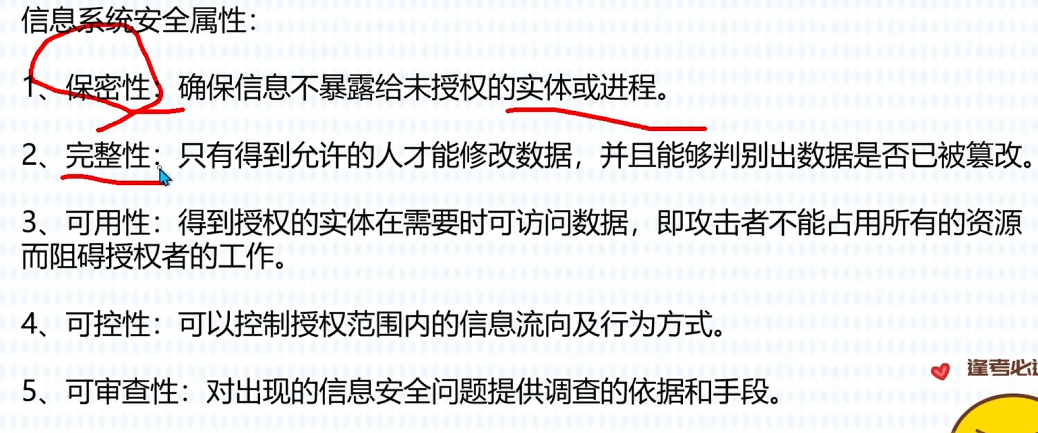 信息系统安全属性：
1、保密性：确保信息不暴露给未授权的实体或进程。
2、完整性：只有得到允许的人才能修改数据，并且能够判别出数据是否已被篡改。
3、可用性：得到授权的实体在需要时可访问数据，即攻击者不能占用所有的资源
而阻碍授权者的工作。
4、可控性：可以控制授权范围内的信息流向及行为方式。
5、可审查性：对出现的信息安全问题提供调查的依据和手段。
逢考必